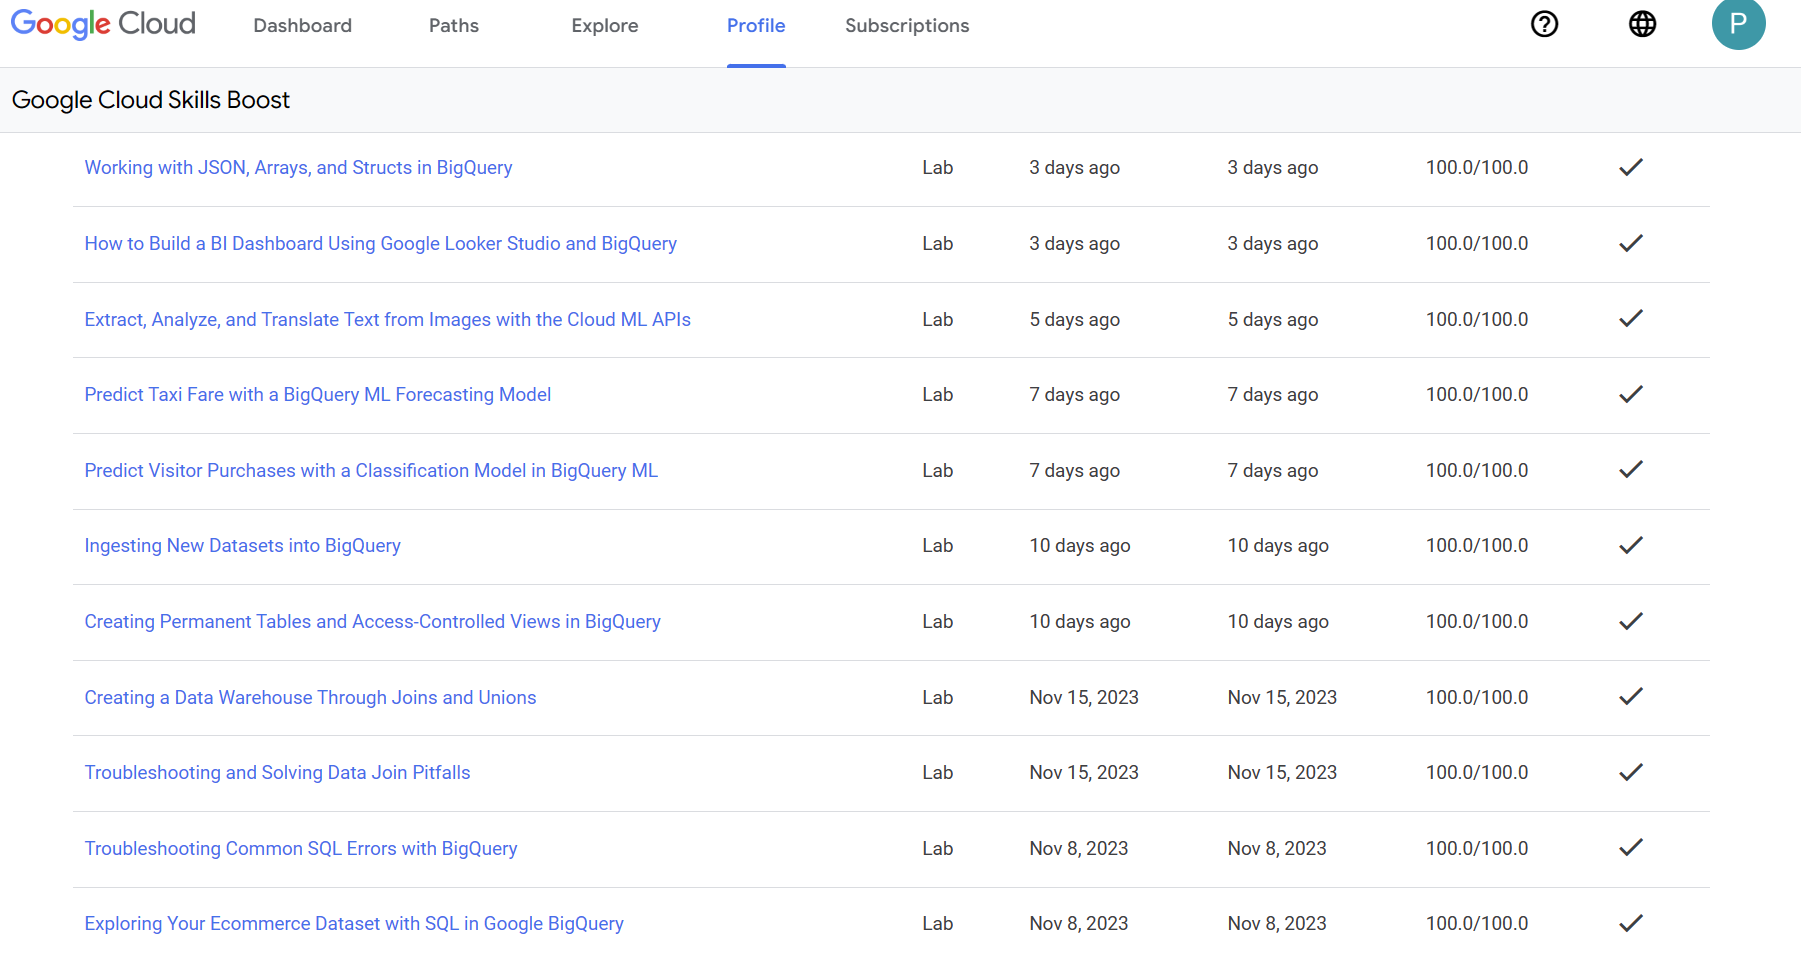 Google Cloud Dashboard Paths Explore Profile Subscriptions P
Google Cloud Skills Boost
Working with JSON, Arrays, and Structs in BigQuery Lab 3 days ago 3 days ago 100.0/100.0
How to Build a BI Dashboard Using Google Looker Studio and BigQuery Lab 3 days ago 3 days ago 100.0/100.0
Extract, Analyze, and Translate Text from Images with the Cloud ML APIs Lab 5 days ago 5 days ago 100.0/100.0
Predict Taxi Fare with a BigQuery ML Forecasting Model Lab 7 days ago 7 days ago 100.0/100.0
Predict Visitor Purchases with a Classification Model in BigQuery ML Lab 7 days ago 7 days ago 100.0/100.0
Ingesting New Datasets into BigQuery Lab 10 days ago 10 days ago 100.0/100.0
Creating Permanent Tables and Access-Controlled Views in BigQuery Lab 10 days ago 10 days ago 100.0/100.0
Creating a Data Warehouse Through Joins and Unions Lab Nov 15, 2023 Nov 15, 2023 100.0/100.0
Troubleshooting and Solving Data Join Pitfalls Lab Nov 15, 2023 Nov 15, 2023 100.0/100.0
Troubleshooting Common SQL Errors with BigQuery Lab Nov 8, 2023 Nov 8, 2023 100.0/100.0
Exploring Your Ecommerce Dataset with SQL in Google BigQuery Lab Nov 8, 2023 Nov 8, 2023 100.0/100.0